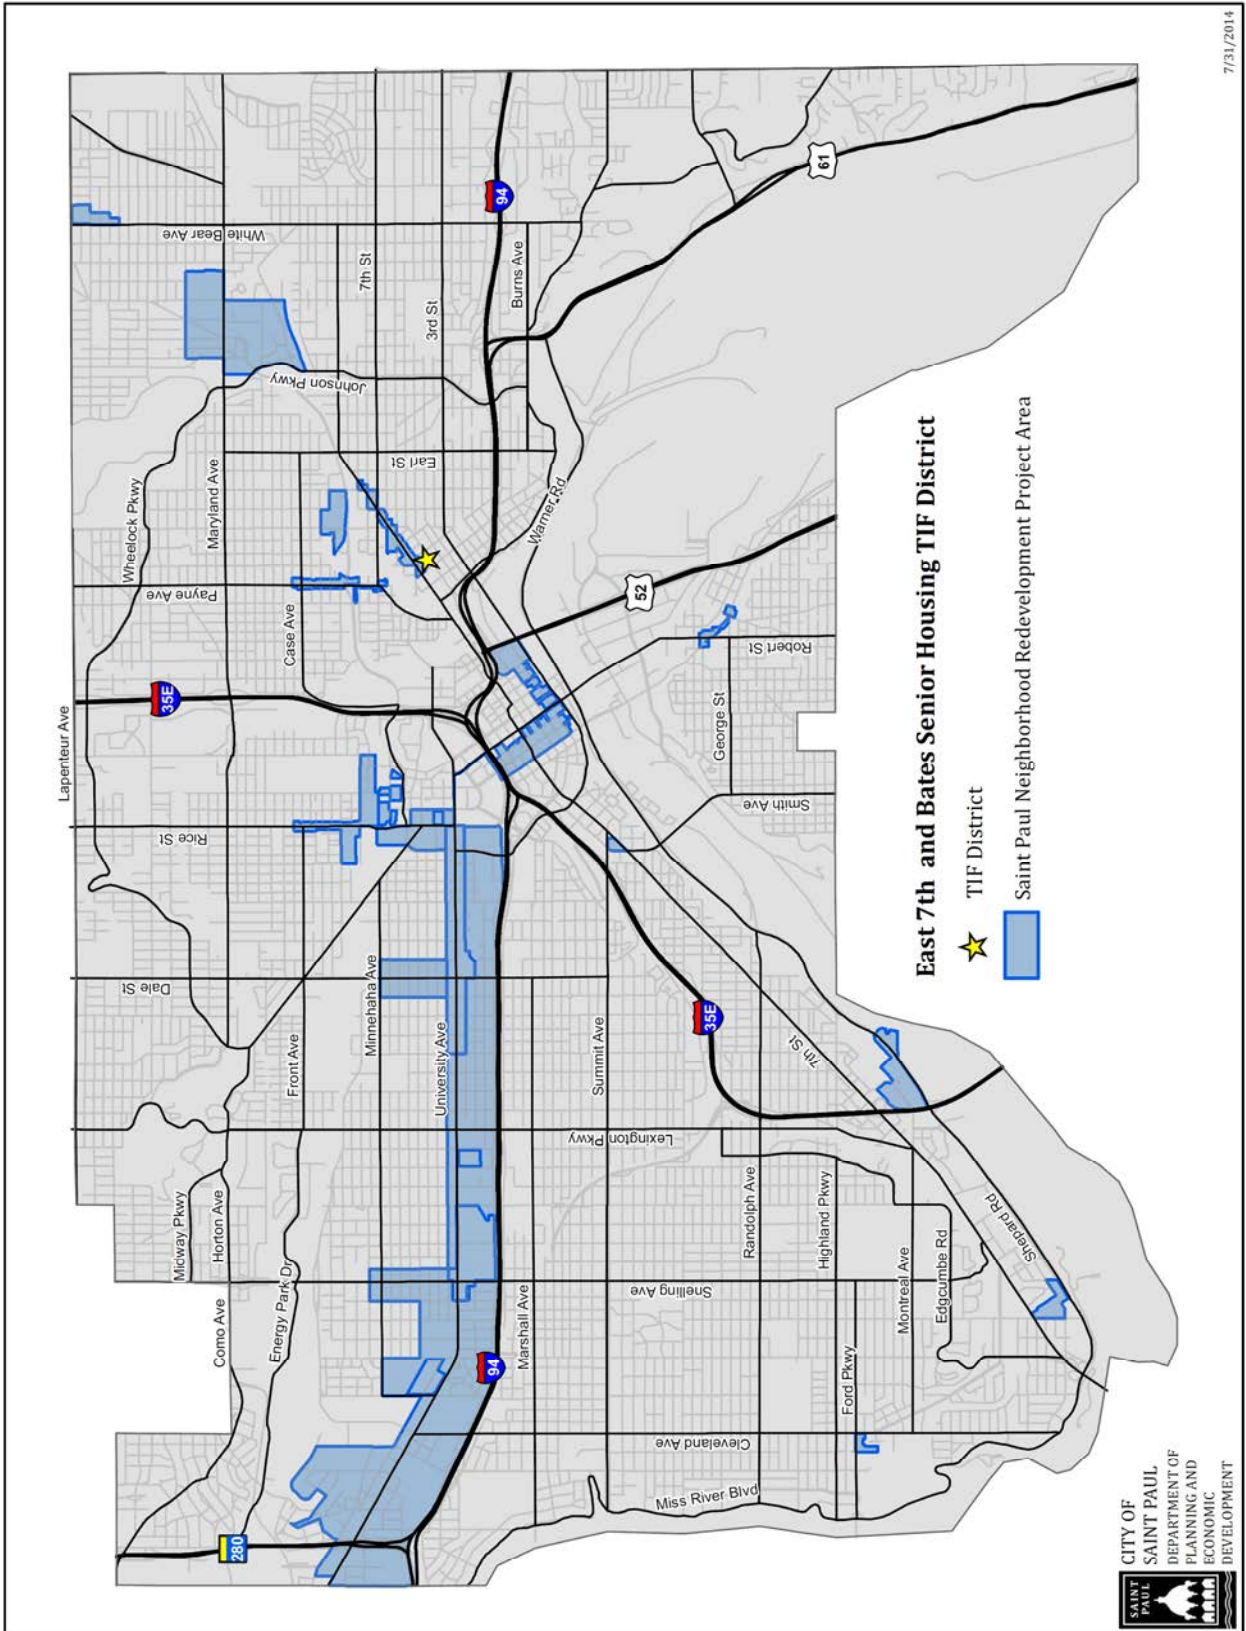 7/31/2014
Lapenteur Ave
Wheelock Pkwy
Maryland Ave
White Bear Ave
Johnson Pkwy
7th St
3rd St
Burns Ave
94
61
Earl St
Payne Ave
Case Ave
Warner Rd
52
35E
Robert St
George St
Smith Ave
Rice St
Dale St
Front Ave
Minnehaha Ave
University Ave
Summit Ave
35E
7th St
Lexington Pkwy
Midway Pkwy
Horton Ave
Como Ave
Energy Park Dr
Snelling Ave
Marshall Ave
94
Randolph Ave
Highland Pkwy
Ford Pkwy
Montreal Ave
Edgcumbe Rd
Shepard Rd
Cleveland Ave
Miss River Blvd
280
East 7th and Bates Senior Housing TIF District
TIF District
Saint Paul Neighborhood Redevelopment Project Area
SAINT
PAUL
CITY OF
SAINT PAUL
DEPARTMENT OF
PLANNING AND
ECONOMIC
DEVELOPMENT